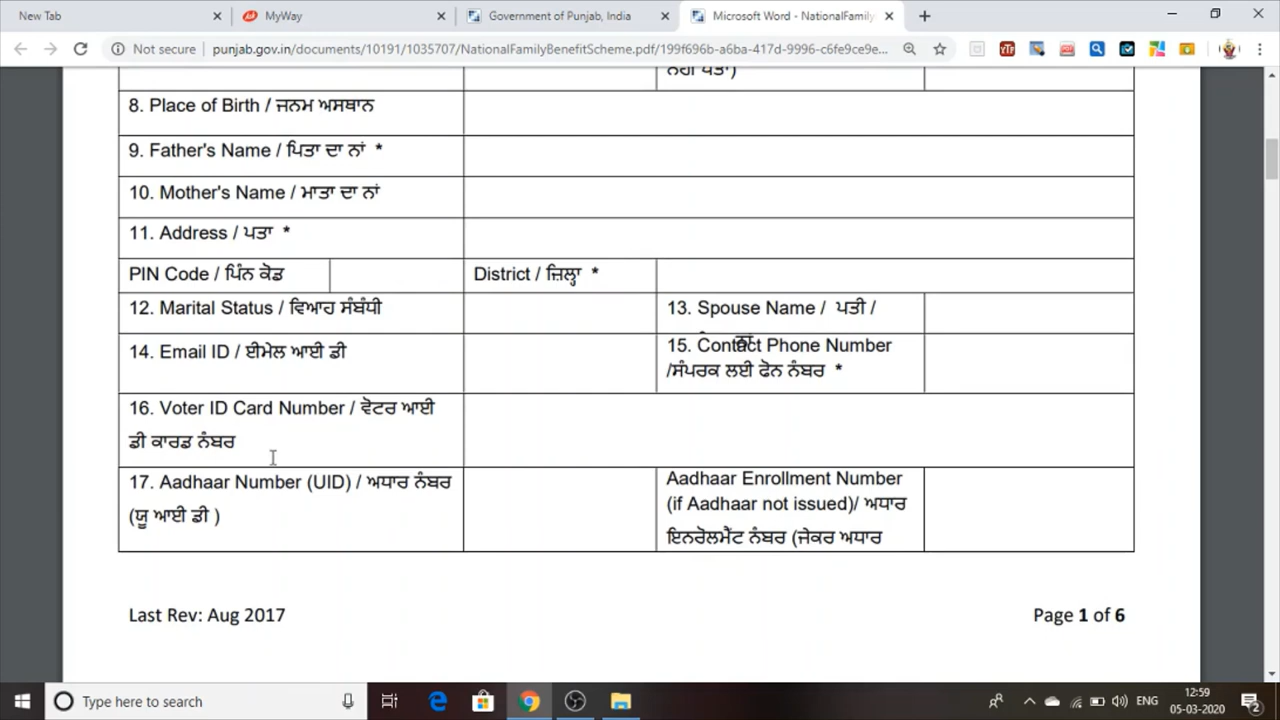 New Tab
MyWay
Government of Punjab, India
Microsoft Word - NationalFamily
Not secure
punjab.gov.in/documents/10191/1035707/NationalFamilyBenefitScheme.pdf/199f696b-a6ba-417d-9996-c6fe9ce9e...
ਨਹੀਂ ਪਤਾ)
8. Place of Birth / ਜਨਮ ਅਸਥਾਨ
9. Father's Name / ਪਿਤਾ ਦਾ ਨਾਂ *
10. Mother's Name / ਮਾਤਾ ਦਾ ਨਾਂ
11. Address / ਪਤਾ *
PIN Code / ਪਿੰਨ ਕੋਡ
District / ਜ਼ਿਲ੍ਹਾ *
12. Marital Status / ਵਿਆਹ ਸੰਬੰਧੀ
13. Spouse Name / ਪਤੀ /
ਨਾਂ
14. Email ID / ਈਮੇਲ ਆਈ ਡੀ
15. Contact Phone Number
/ਸੰਪਰਕ ਲਈ ਫੋਨ ਨੰਬਰ *
16. Voter ID Card Number / ਵੋਟਰ ਆਈ
ਡੀ ਕਾਰਡ ਨੰਬਰ
17. Aadhaar Number (UID) / ਅਧਾਰ ਨੰਬਰ
(ਯੂ ਆਈ ਡੀ )
Aadhaar Enrollment Number
(if Aadhaar not issued)/ ਅਧਾਰ
ਇਨਰੋਲਮੈਂਟ ਨੰਬਰ (ਜੇਕਰ ਅਧਾਰ
Last Rev: Aug 2017
Page 1 of 6
Type here to search
ENG
12:59
05-03-2020
2